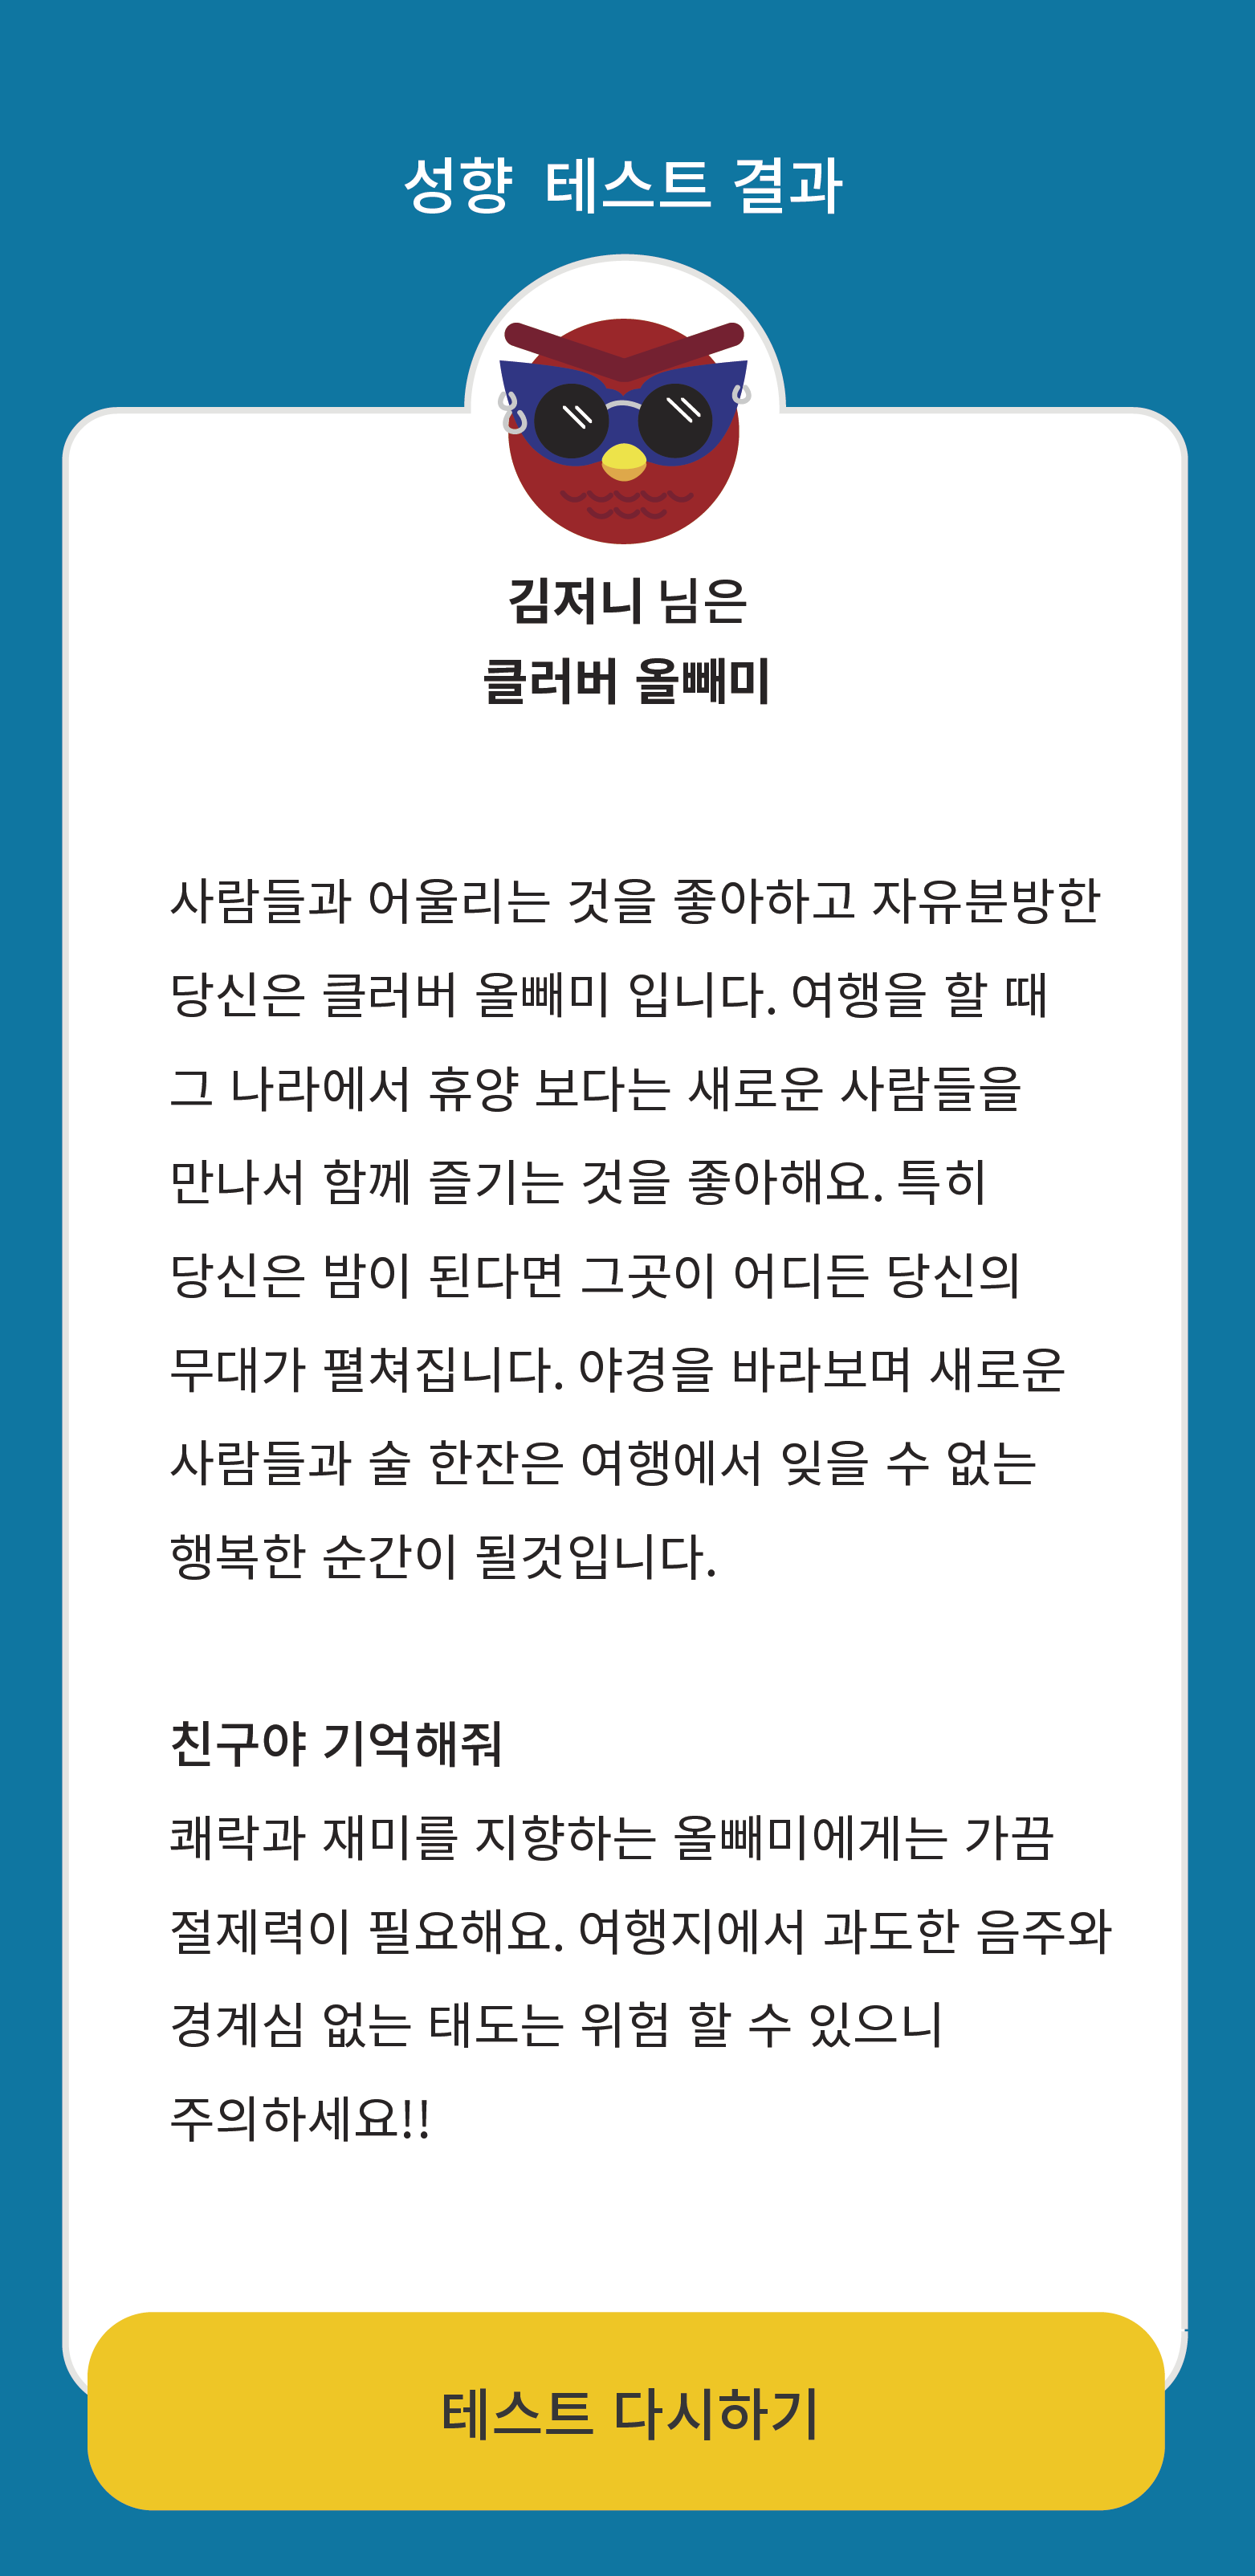 성향 테스트 결과
김저니 님은
클러버 올빼미
사람들과 어울리는 것을 좋아하고 자유분방한
당신은 클러버 올빼미 입니다. 여행을 할 때
그 나라에서 휴양 보다는 새로운 사람들을
만나서 함께 즐기는 것을 좋아해요. 특히
당신은 밤이 된다면 그곳이 어디든 당신의
무대가 펼쳐집니다. 야경을 바라보며 새로운
사람들과 술 한잔은 여행에서 잊을 수 없는
행복한 순간이 될것입니다.
친구야 기억해줘
쾌락과 재미를 지향하는 올빼미에게는 가끔
절제력이 필요해요. 여행지에서 과도한 음주와
경계심 없는 태도는 위험 할 수 있으니
주의하세요!!
테스트 다시하기